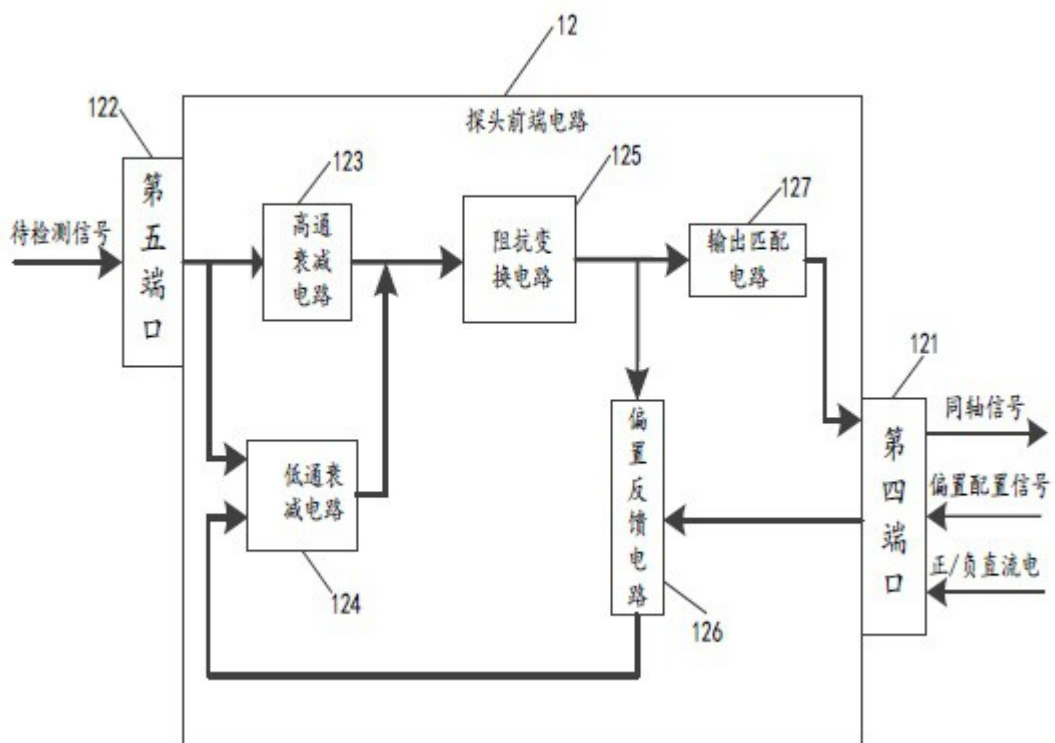 12
探头前端电路
122
第五端口
待检测信号
123
高通
衰减
电路
125
阻抗变
换电路
127
输出匹配
电路
121
第四端口
同轴信号
偏置配置信号
正/负直流电
偏置反馈电路
126
低通衰
减电路
124